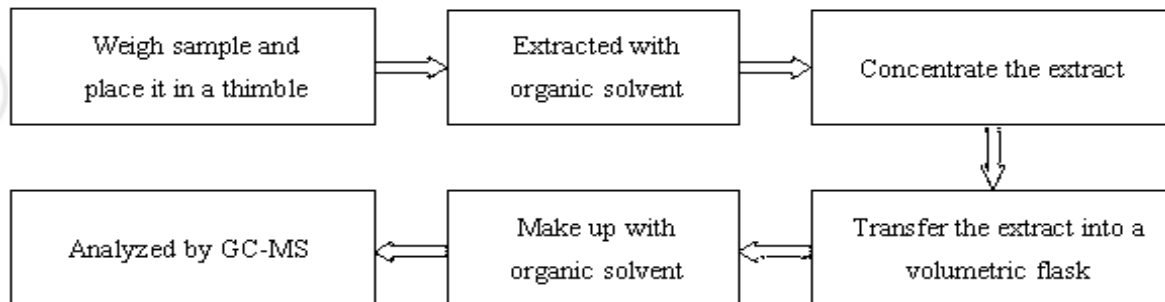 Weigh sample and
place it in a thimble
Extracted with
organic solvent
Concentrate the extract
Transfer the extract into a
volumetric flask
Make up with
organic solvent
Analyzed by GC-MS